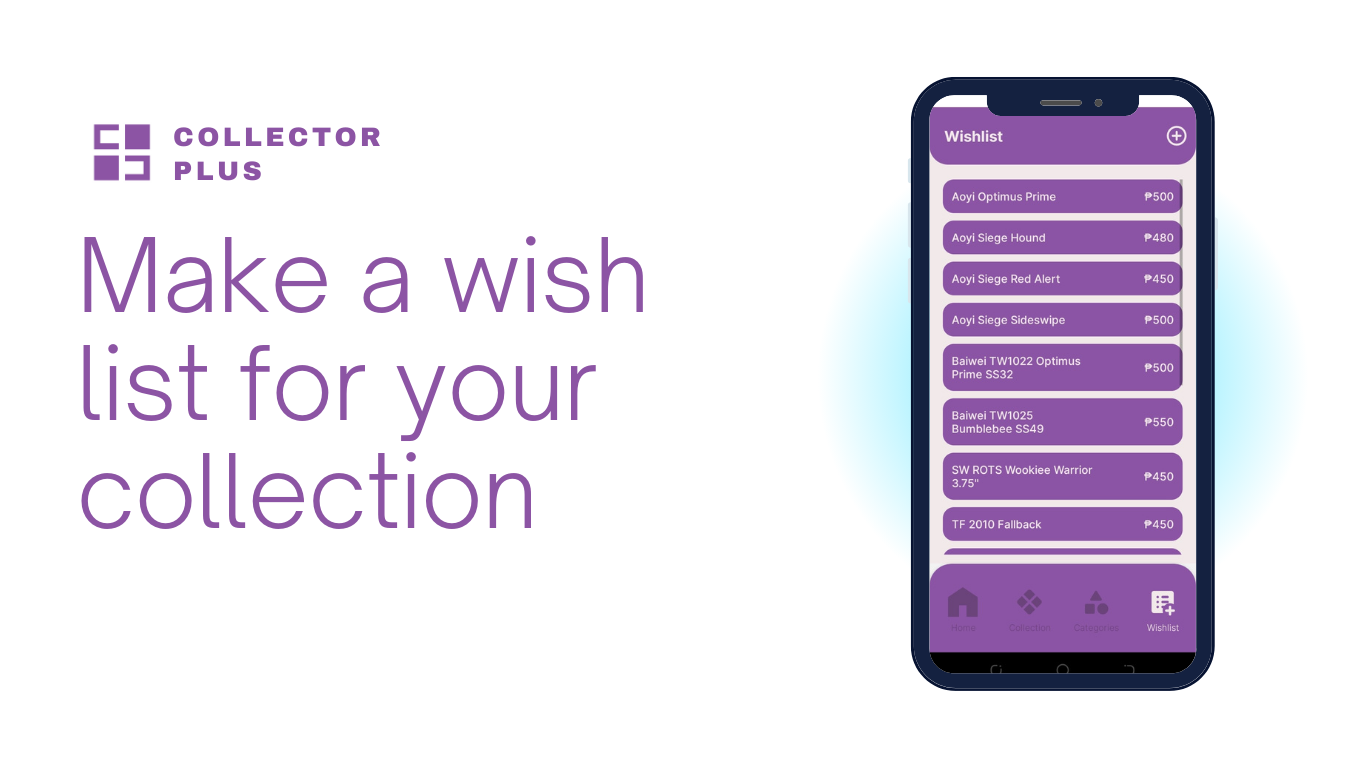 COLLECTOR
PLUS
Make a wish
list for your
collection
Wishlist
Aoyi Optimus Prime ₱500
Aoyi Siege Hound ₱480
Aoyi Siege Red Alert ₱450
Aoyi Siege Sideswipe ₱500
Baiwei TW1022 Optimus
Prime SS32 ₱500
Baiwei TW1025
Bumblebee SS49 ₱550
SW ROTS Wookiee Warrior
3.75" ₱450
TF 2010 Fallback ₱450
Home Collection Categories Wishlist